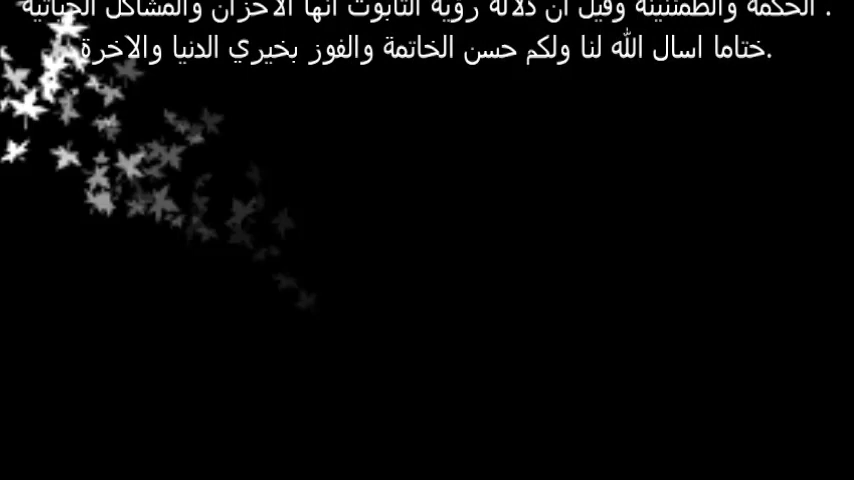 الحكمة والطمئنينة وقيل ان دلالة رؤية التابوت انها الاحزان والمشاكل الحياتية .
ختاما اسال الله لنا ولكم حسن الخاتمة والفوز بخيري الدنيا والاخرة.